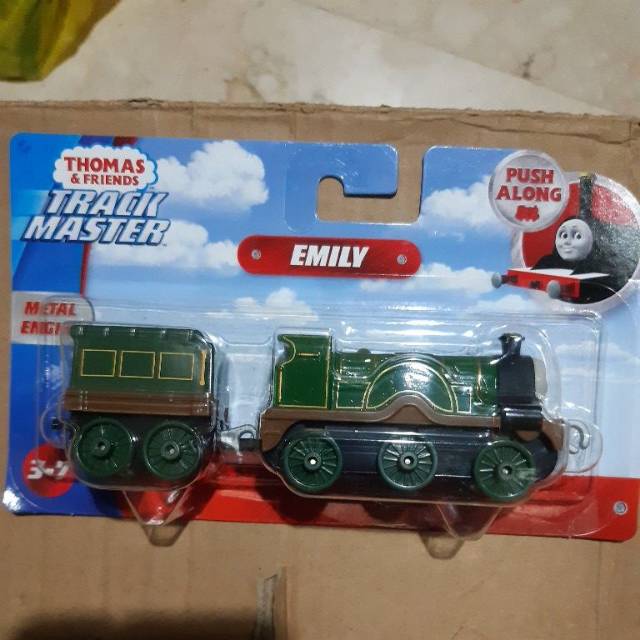 THOMAS
& FRIENDS
TRACK
MASTER
PUSH
ALONG
EMILY
METAL